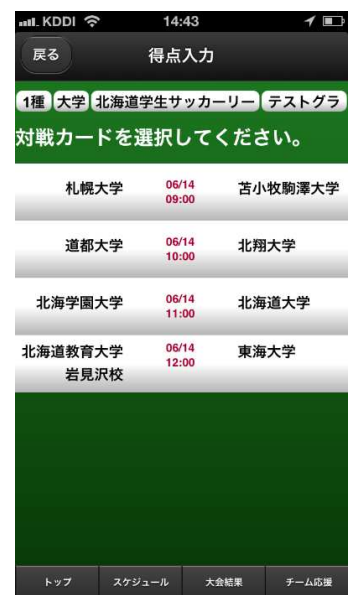 KDDI 14:43
戻る 得点入力
1種 大学 北海道学生サッカーリー テストグラ
対戦カードを選択してください。
札幌大学 06/14 09:00 苫小牧駒澤大学
道都大学 06/14 10:00 北翔大学
北海学園大学 06/14 11:00 北海道大学
北海道教育大学 06/14 12:00 東海大学
岩見沢校
トップ スケジュール 大会結果 チーム応援